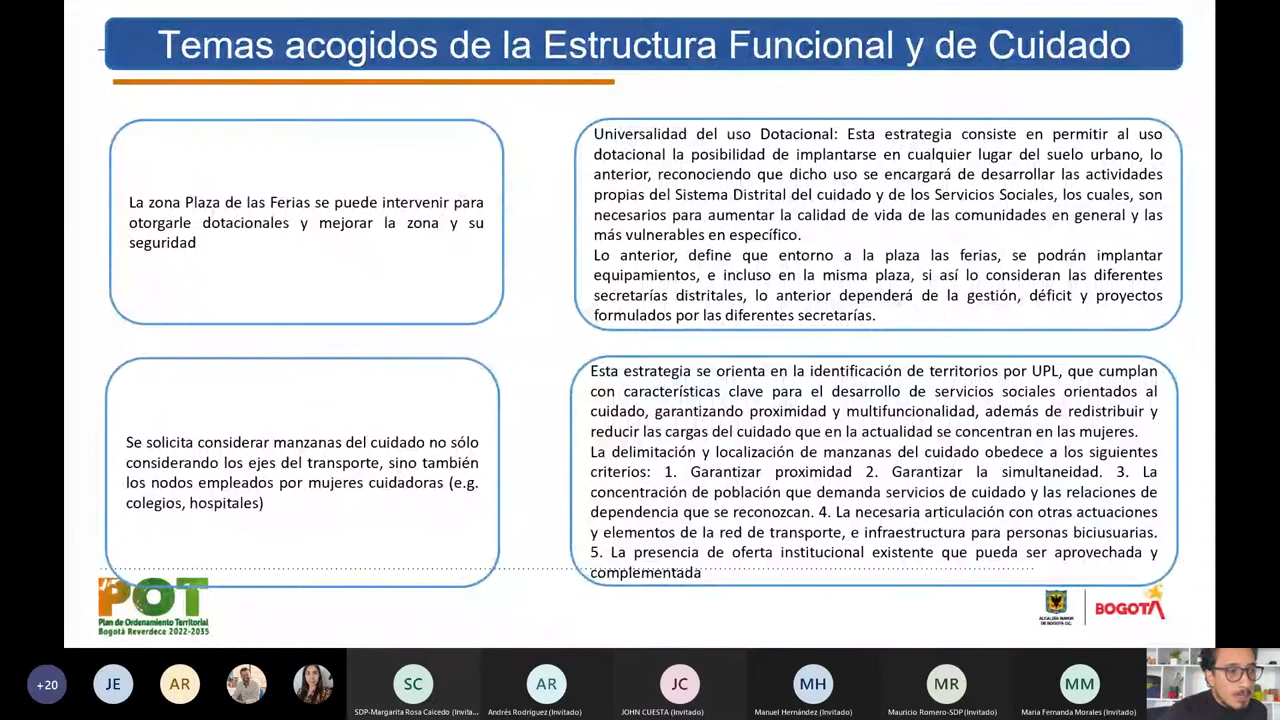 Temas acogidos de la Estructura Funcional y de Cuidado
La zona Plaza de las Ferias se puede intervenir para
otorgarle dotacionales y mejorar la zona y su
seguridad
Universalidad del uso Dotacional: Esta estrategia consiste en permitir al uso
dotacional la posibilidad de implantarse en cualquier lugar del suelo urbano, lo
anterior, reconociendo que dicho uso se encargará de desarrollar las actividades
propias del Sistema Distrital del cuidado y de los Servicios Sociales, los cuales, son
necesarios para aumentar la calidad de vida de las comunidades en general y las
más vulnerables en específico.
Lo anterior, define que entorno a la plaza las ferias, se podrán implantar
equipamientos, e incluso en la misma plaza, si así lo consideran las diferentes
secretarías distritales, lo anterior dependerá de la gestión, déficit y proyectos
formulados por las diferentes secretarías.
Se solicita considerar manzanas del cuidado no sólo
considerando los ejes del transporte, sino también
los nodos empleados por mujeres cuidadoras (e.g.
colegios, hospitales)
Esta estrategia se orienta en la identificación de territorios por UPL, que cumplan
con características clave para el desarrollo de servicios sociales orientados al
cuidado, garantizando proximidad y multifuncionalidad, además de redistribuir y
reducir las cargas del cuidado que en la actualidad se concentran en las mujeres.
La delimitación y localización de manzanas del cuidado obedece a los siguientes
criterios: 1. Garantizar proximidad 2. Garantizar la simultaneidad. 3. La
concentración de población que demanda servicios de cuidado y las relaciones de
dependencia que se reconozcan. 4. La necesaria articulación con otras actuaciones
y elementos de la red de transporte, e infraestructura para personas biciusuarias.
5. La presencia de oferta institucional existente que pueda ser aprovechada y
complementada
POT
Plan de Ordenamiento Territorial
Bogotá Reverdece 2022-2035
ALCALDÍA MAYOR
DE BOGOTÁ D.C.
BOGOTÁ
+20
JE
AR
SC
SDP-Margarita Rosa Caicedo (Invita...
AR
Andrés Rodríguez (Invitado)
JC
JOHN CUESTA (Invitado)
MH
Manuel Hernández (Invitado)
MR
Mauricio Romero-SDP (Invitado)
MM
Maria Fernanda Morales (Invitado)